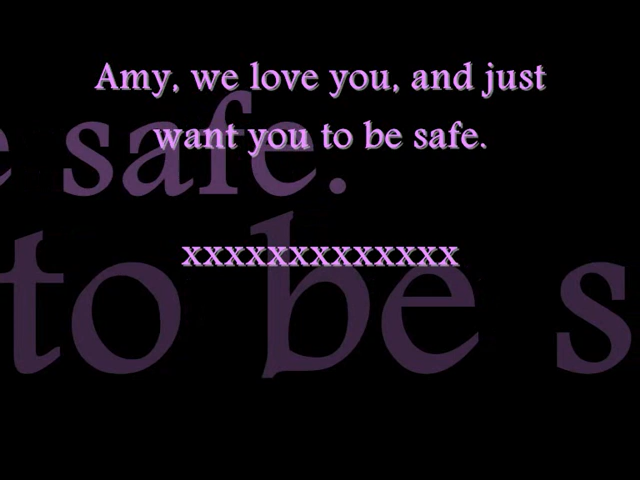 Amy, we love you, and just
want you to be safe.
e safe.
xxxxxxxxxxxxx
to be s